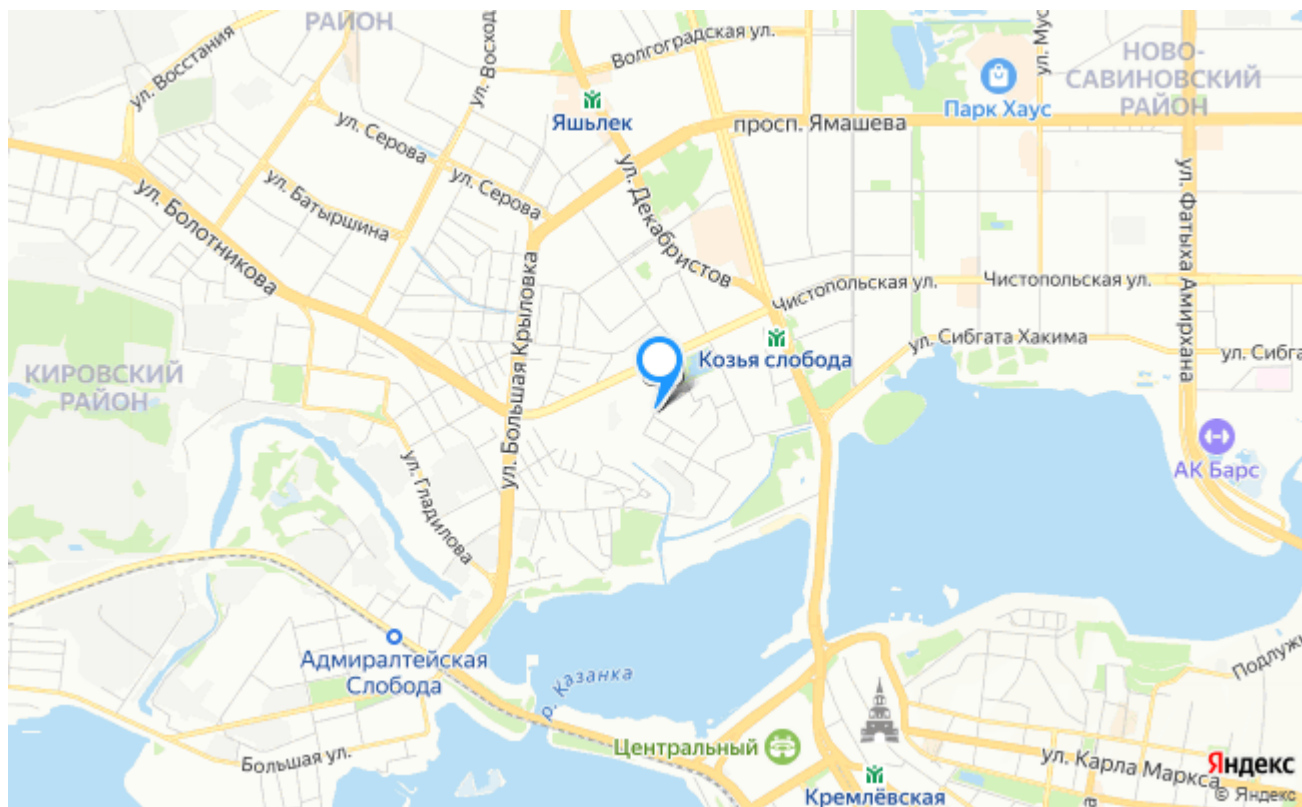 РАЙОН
ул. Восстания
ул. Восход
Волгоградская ул.
ул. Мус
НОВО-
САВИНОВСКИЙ
РАЙОН
Парк Хаус
Яшьлек
просп. Ямашева
ул. Серова
ул. Серова
ул. Батыршина
ул. Болотникова
ул. Декабристов
ул. Фатыха Амирхана
ул. Большая Крыловка
Чистопольская ул.
Чистопольская ул.
Козья слобода
ул. Сибгата Хакима
ул. Сибга
КИРОВСКИЙ
РАЙОН
ул. Гладилова
АК Барс
Адмиралтейская
Слобода
р. Казанка
Подлужн
Большая ул.
Центральный
ул. Карла Маркса
Кремлёвская
Яндекс
© Яндекс